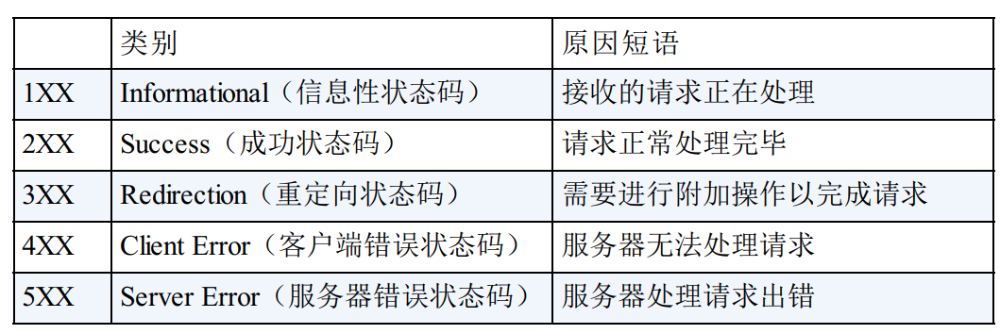 类别 原因短语
1XX Informational（信息性状态码） 接收的请求正在处理
2XX Success（成功状态码） 请求正常处理完毕
3XX Redirection（重定向状态码） 需要进行附加操作以完成请求
4XX Client Error（客户端错误状态码） 服务器无法处理请求
5XX Server Error（服务器错误状态码） 服务器处理请求出错